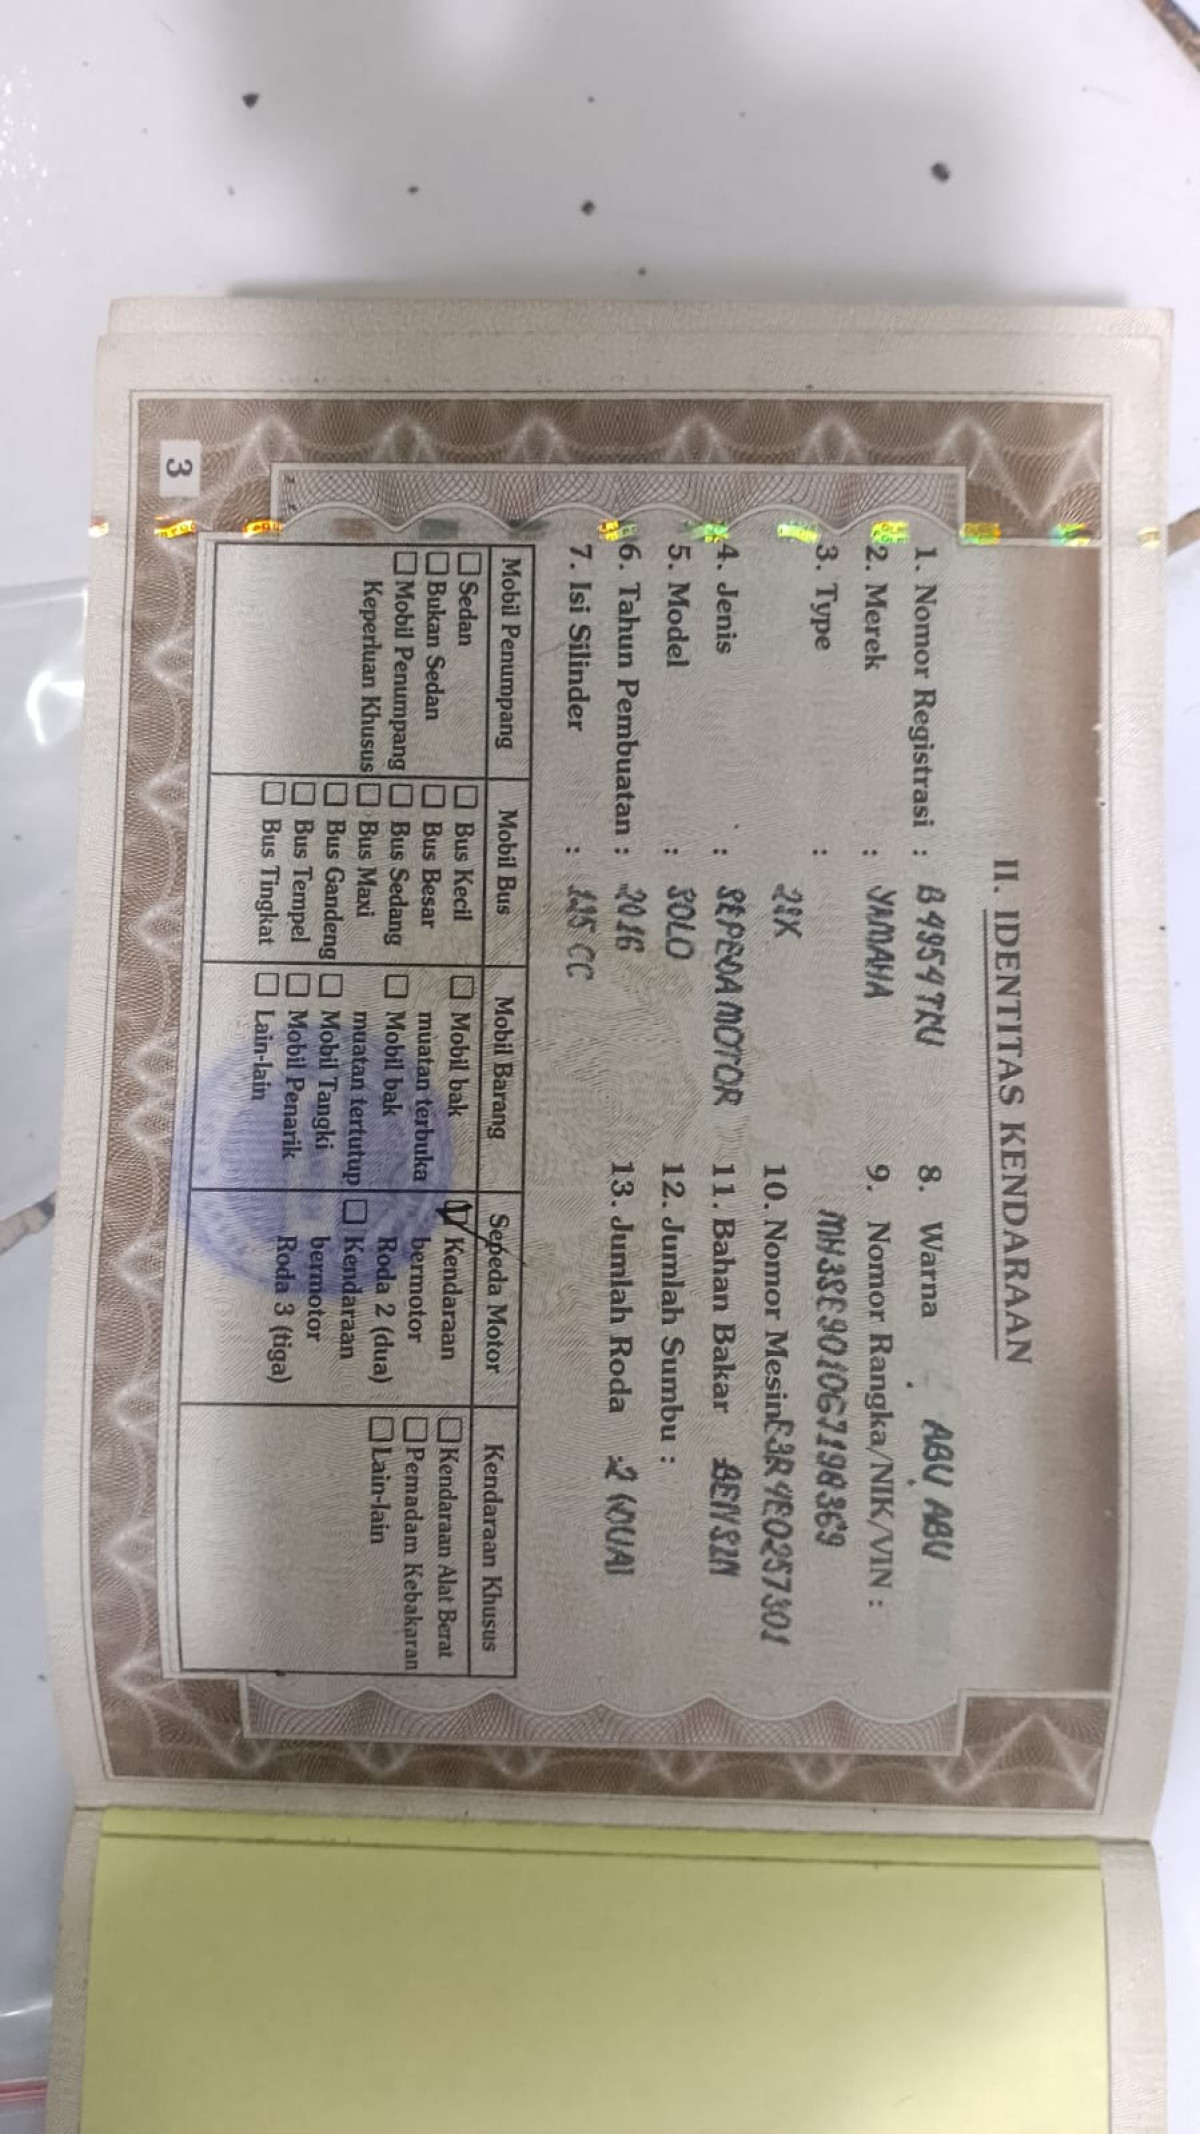 II. IDENTITAS KENDARAAN
1. Nomor Registrasi :
2. Merek : YAMAHA
3. Type :
2SX
4. Jenis : SEPEDA MOTOR
5. Model : SOLO
6. Tahun Pembuatan : 2016
7. Isi Silinder : 125 CC
8. Warna ABU ABU
9. Nomor Rangka/NIK/VIN :
10. Nomor Mesin
11. Bahan Bakar BENSIN
12. Jumlah Sumbu :
13. Jumlah Roda 2 (DUA)
Mobil Penumpang
Sedan
Bukan Sedan
Mobil Penumpang
Keperluan Khusus
Mobil Bus
Bus Kecil
Bus Besar
Bus Sedang
Bus Maxi
Bus Gandeng
Bus Tempel
Bus Tingkat
Mobil Barang
Mobil bak
muatan terbuka
Mobil bak
muatan tertutup
Mobil Tangki
Mobil Penarik
Lain-lain
Sepeda Motor
Kendaraan
bermotor
Roda 2 (dua)
Kendaraan
bermotor
Roda 3 (tiga)
Kendaraan Khusus
Kendaraan Alat Berat
Pemadam Kebakaran
Lain-lain
3